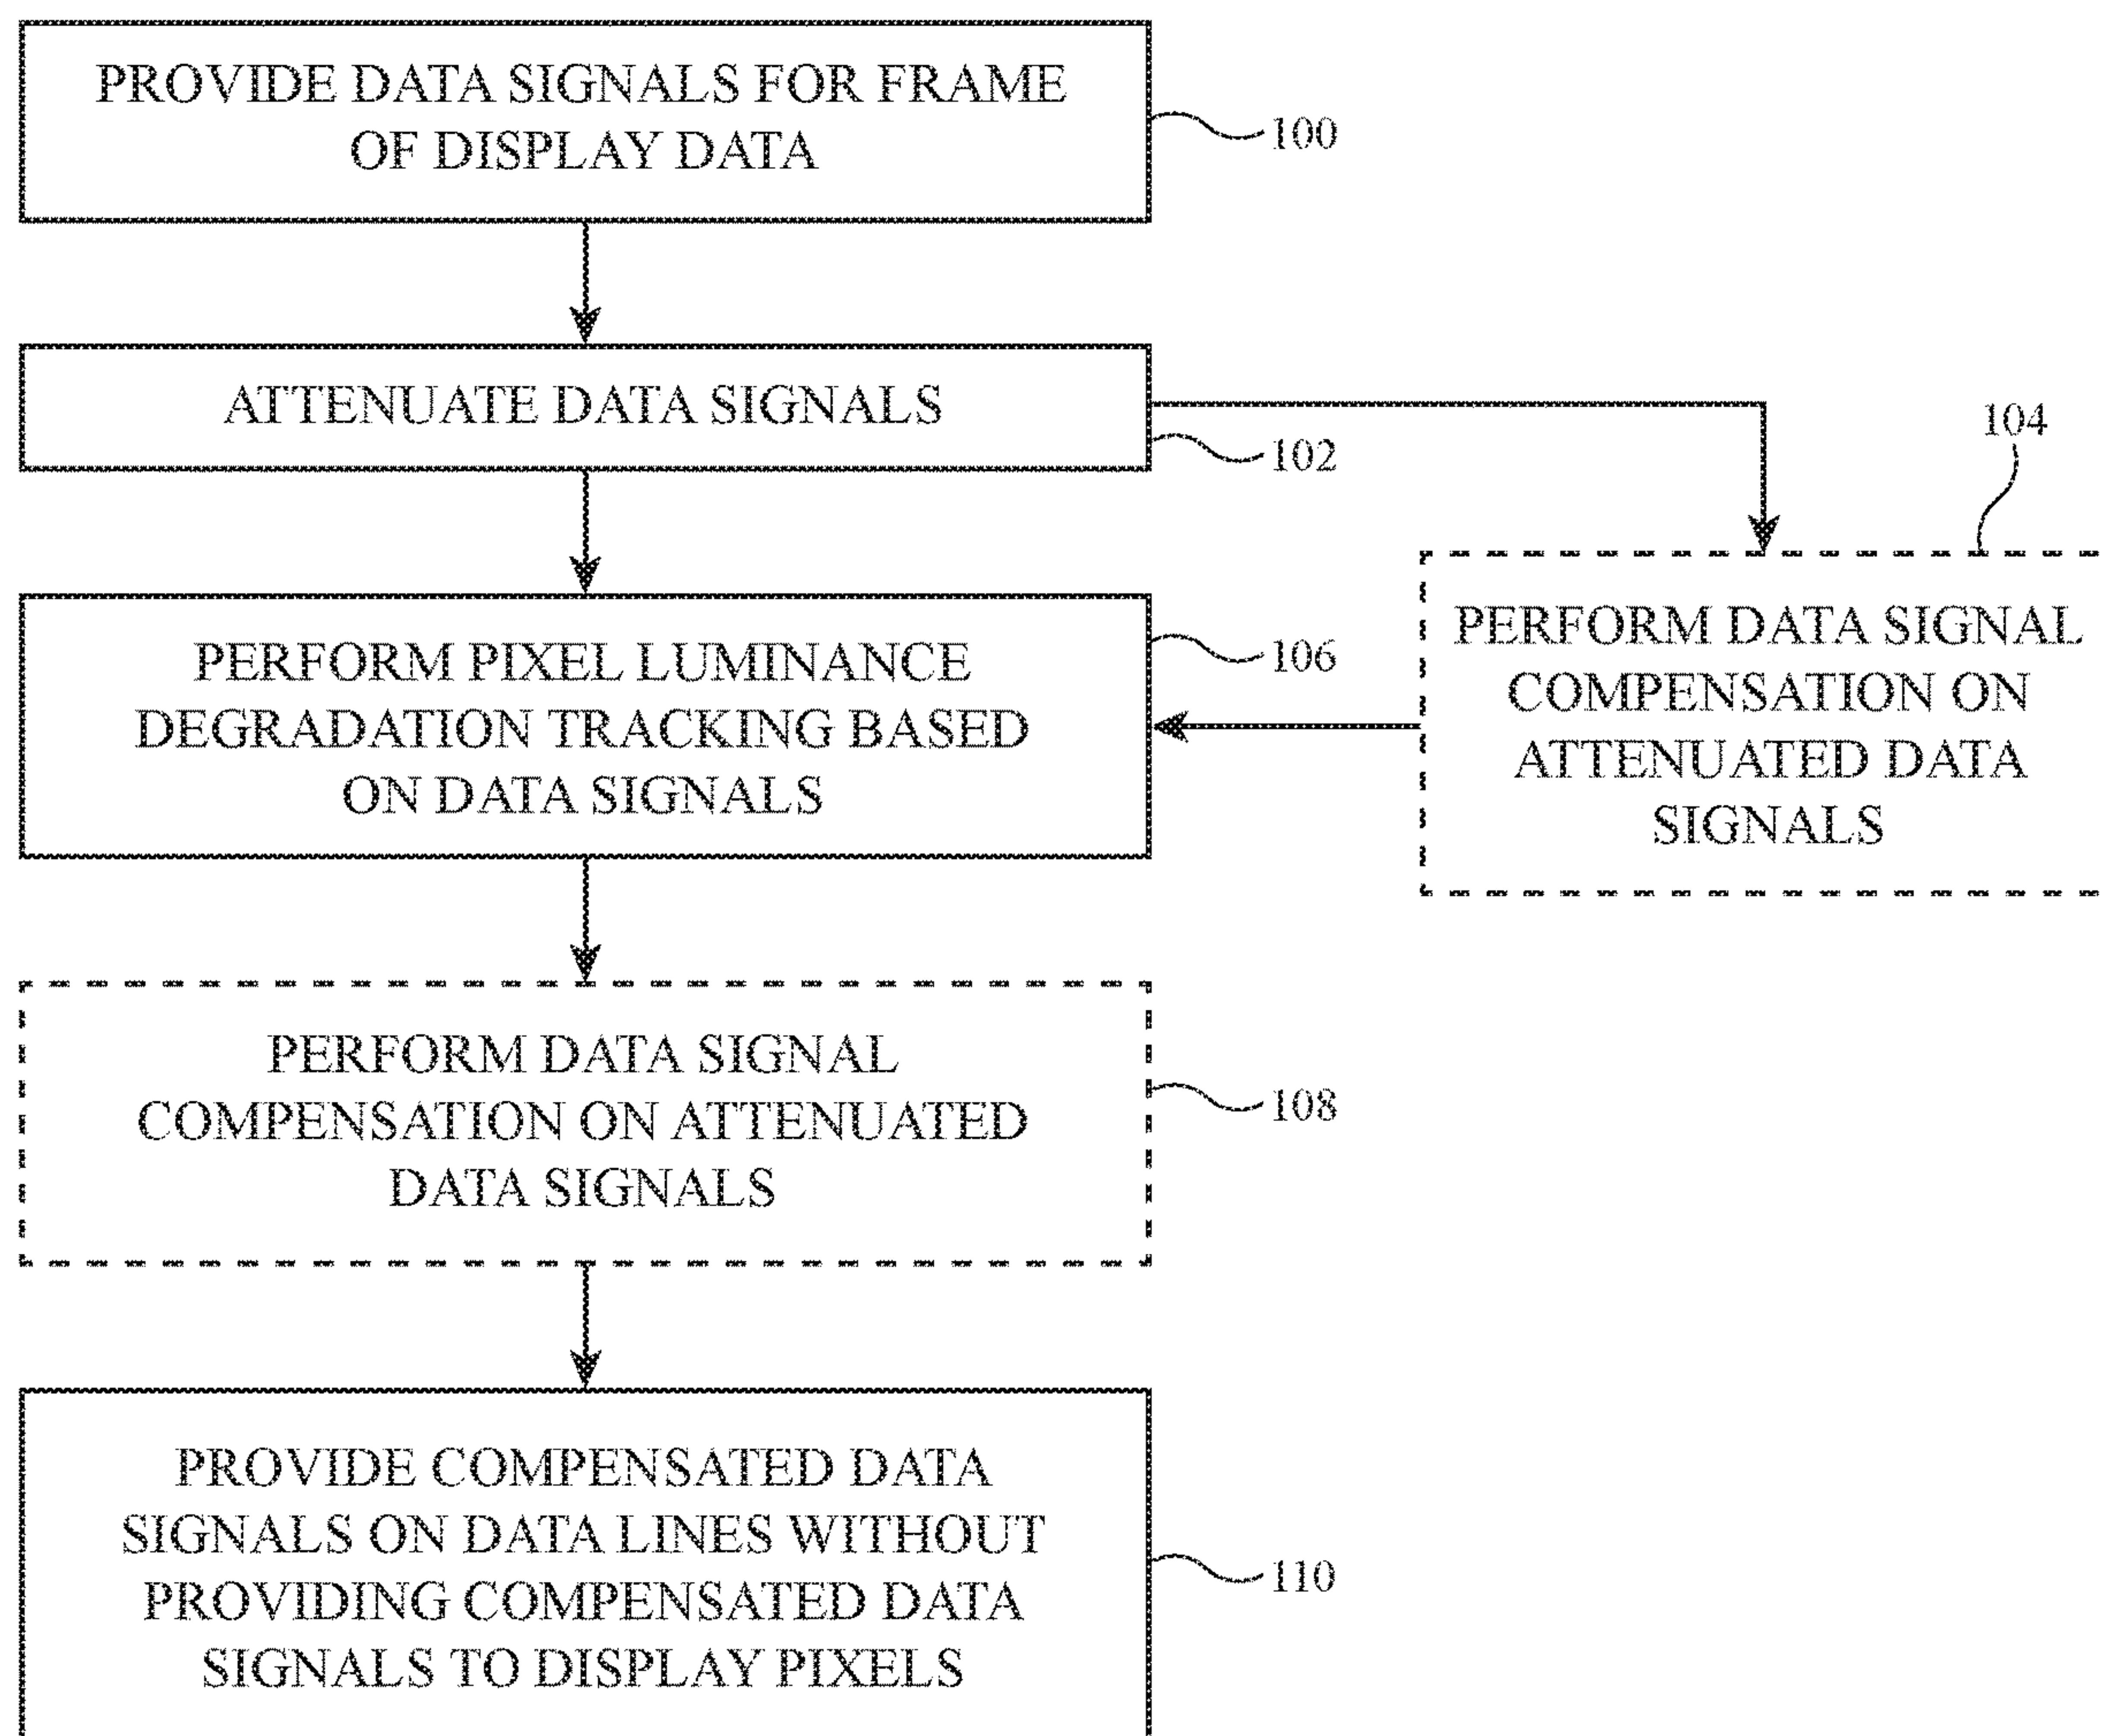 PROVIDE DATA SIGNALS FOR FRAME
OF DISPLAY DATA
100
ATTENUATE DATA SIGNALS
102
104
PERFORM DATA SIGNAL
COMPENSATION ON
ATTENUATED DATA
SIGNALS
PERFORM PIXEL LUMINANCE
DEGRADATION TRACKING BASED
ON DATA SIGNALS
106
PERFORM DATA SIGNAL
COMPENSATION ON ATTENUATED
DATA SIGNALS
108
PROVIDE COMPENSATED DATA
SIGNALS ON DATA LINES WITHOUT
PROVIDING COMPENSATED DATA
SIGNALS TO DISPLAY PIXELS
110